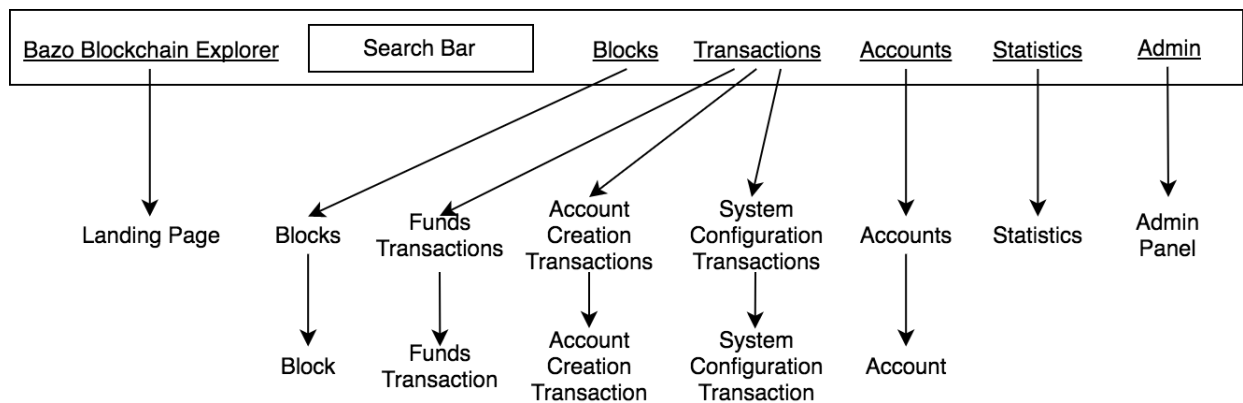 Bazo Blockchain Explorer
Search Bar
Blocks
Transactions
Accounts
Statistics
Admin
Landing Page
Blocks
Funds
Transactions
Account
Creation
Transactions
System
Configuration
Transactions
Accounts
Statistics
Admin
Panel
Block
Funds
Transaction
Account
Creation
Transaction
System
Configuration
Transaction
Account